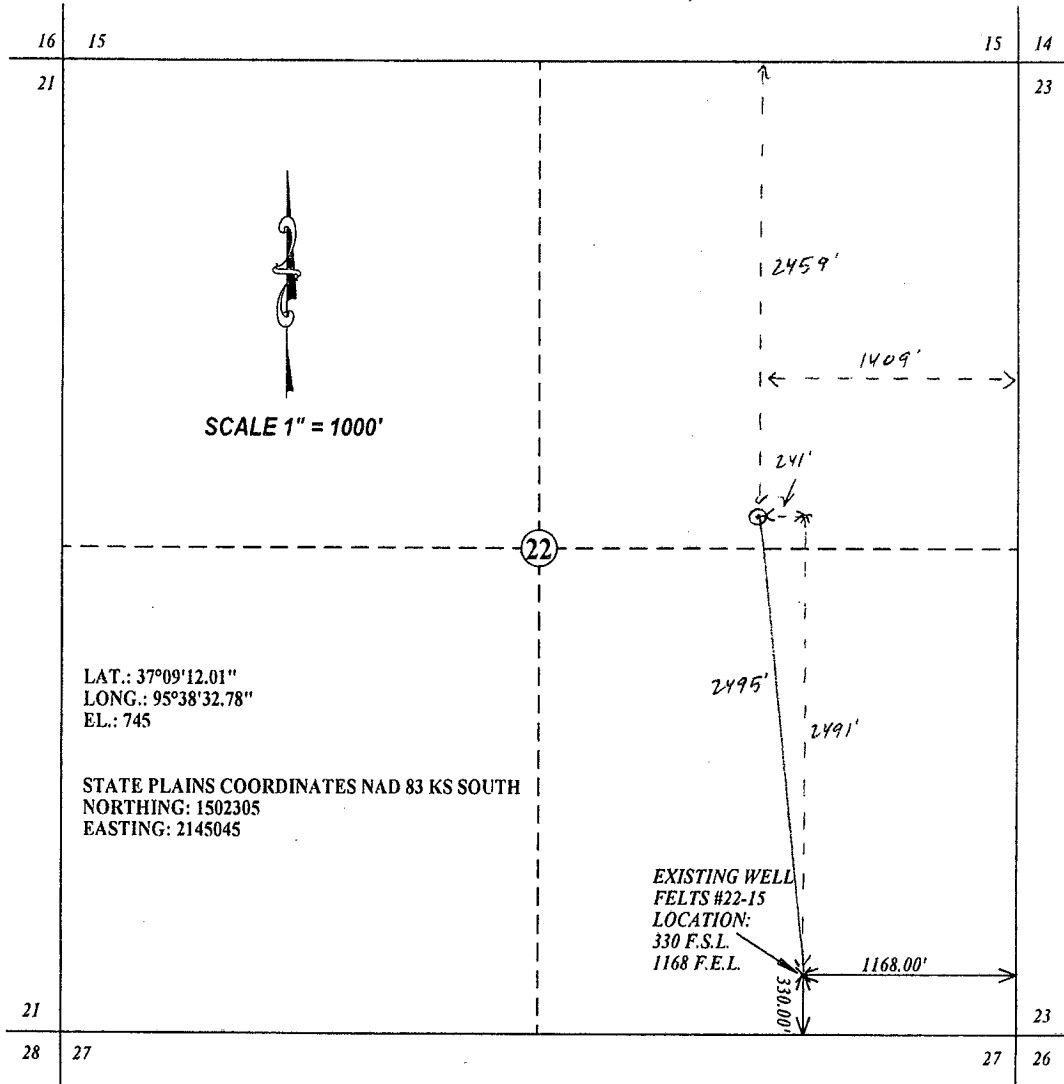 16 15 15 14
21 23
2459'
1409'
SCALE 1" = 1000'
241'
22
LAT.: 37°09'12.01"
LONG.: 95°38'32.78"
EL.: 745
2495'
2491'
STATE PLAINS COORDINATES NAD 83 KS SOUTH
NORTHING: 1502305
EASTING: 2145045
EXISTING WELL
FELTS #22-15
LOCATION:
330 F.S.L.
1168 F.E.L.
1168.00'
330.00'
21 23
28 27 27 26